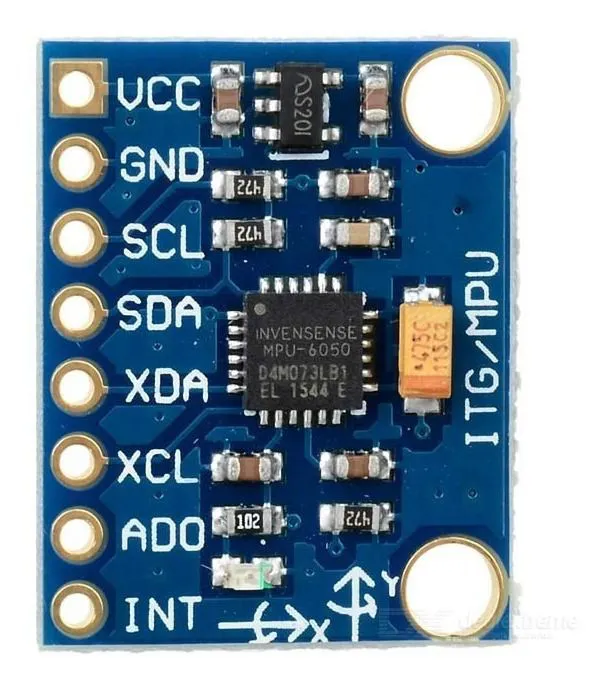 VCC
GND
SCL
SDA
XDA
XCL
ADO
INT
S20I
472
472
INVENSENSE
MPU-6050
D4M073LB1
EL 1544 E
475C
115C2
ITG/MPU
102
472
X
Y